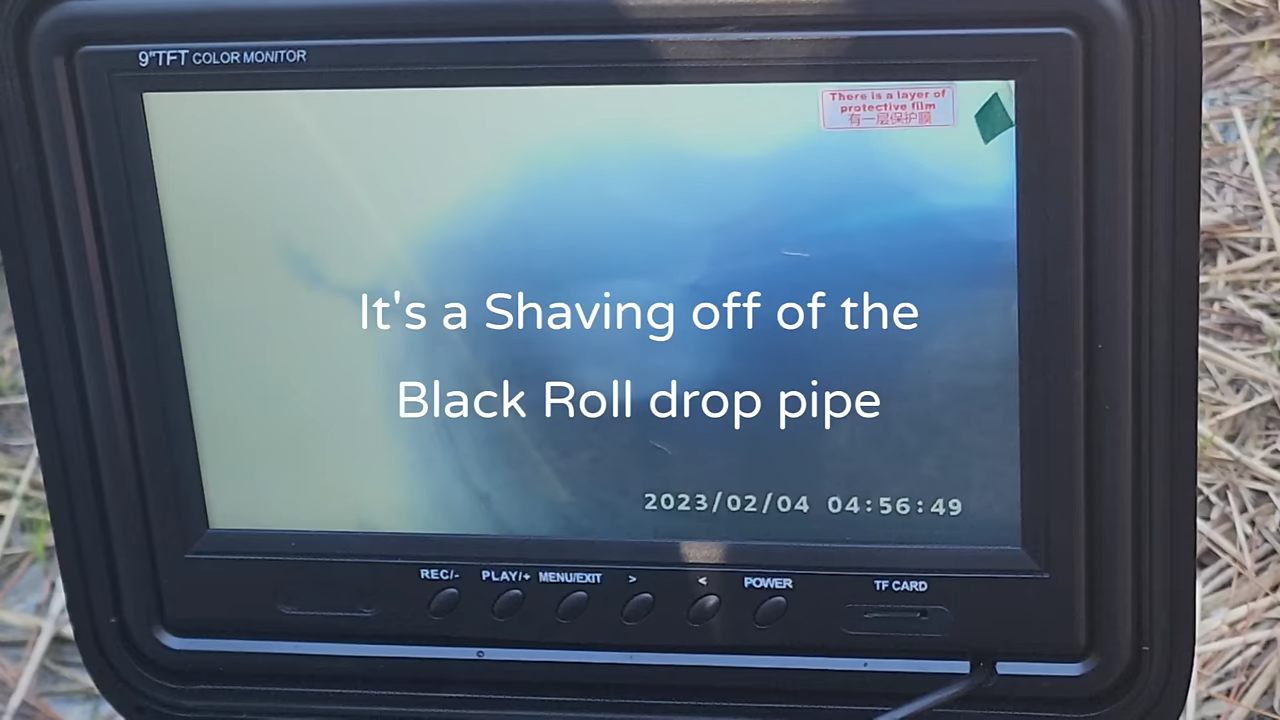 9"TFT COLOR MONITOR
There is a layer of
protective film
有一层保护膜
It's a Shaving off of the
Black Roll drop pipe
2023/02/04 04:56:49
REC/- PLAY/+ MENU/EXIT > < POWER TF CARD